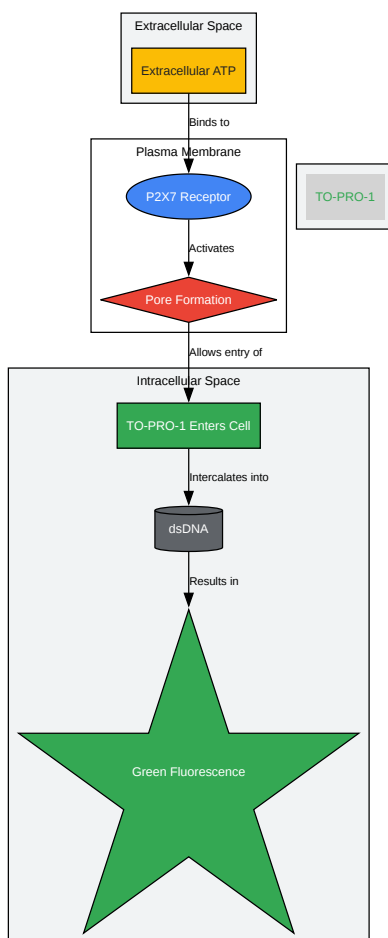 Extracellular Space
Extracellular ATP
Binds to
Plasma Membrane
P2X7 Receptor
TO-PRO-1
Activates
Pore Formation
Allows entry of
Intracellular Space
TO-PRO-1 Enters Cell
Intercalates into
dsDNA
Results in
Green Fluorescence